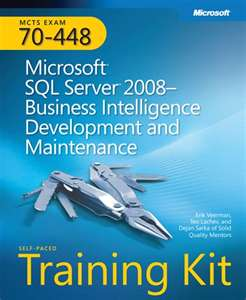 Microsoft
MCTS EXAM
70-448
Microsoft®
SQL Server® 2008–
Business Intelligence
Development and
Maintenance
Erik Veerman,
Teo Lachev, and
Dejan Sarka of Solid
Quality Mentors
SELF-PACED
Training Kit